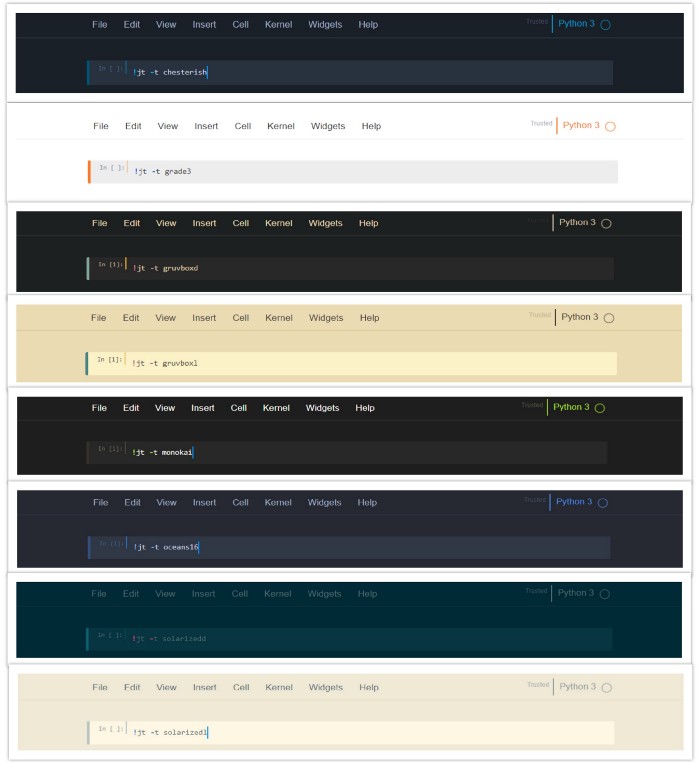 File Edit View Insert Cell Kernel Widgets Help Trusted Python 3
In [ ]: !jt -t chesterish
File Edit View Insert Cell Kernel Widgets Help Trusted Python 3
In [ ]: !jt -t grade3
File Edit View Insert Cell Kernel Widgets Help Python 3
In [1]: !jt -t gruvboxd
File Edit View Insert Cell Kernel Widgets Help Trusted Python 3
In [1]: !jt -t gruvboxl
File Edit View Insert Cell Kernel Widgets Help Trusted Python 3
In [1]: !jt -t monokai
File Edit View Insert Cell Kernel Widgets Help Trusted Python 3
In [1]: !jt -t oceans16
File Edit View Insert Cell Kernel Widgets Help Trusted Python 3
In [ ]: !jt -t solarizedd
File Edit View Insert Cell Kernel Widgets Help Trusted Python 3
In [ ]: !jt -t solarizedl